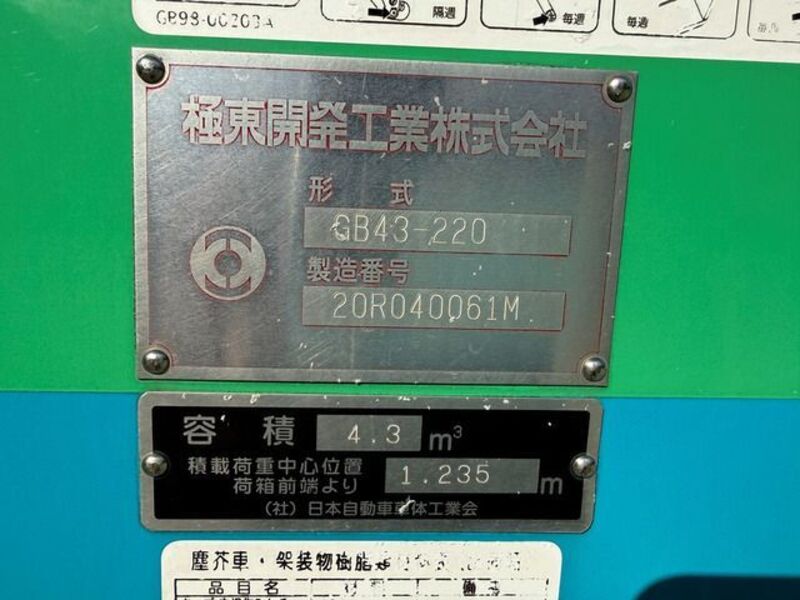 GB98-00203A
隔週
毎週
毎週
極東開発工業株式会社
形 式
GB43-220
製造番号
20R040061M
容 積 4.3 m³
積載荷重中心位置
荷箱前端より 1.235 m
(社)日本自動車車体工業会
塵芥車・架装物樹脂
品目名